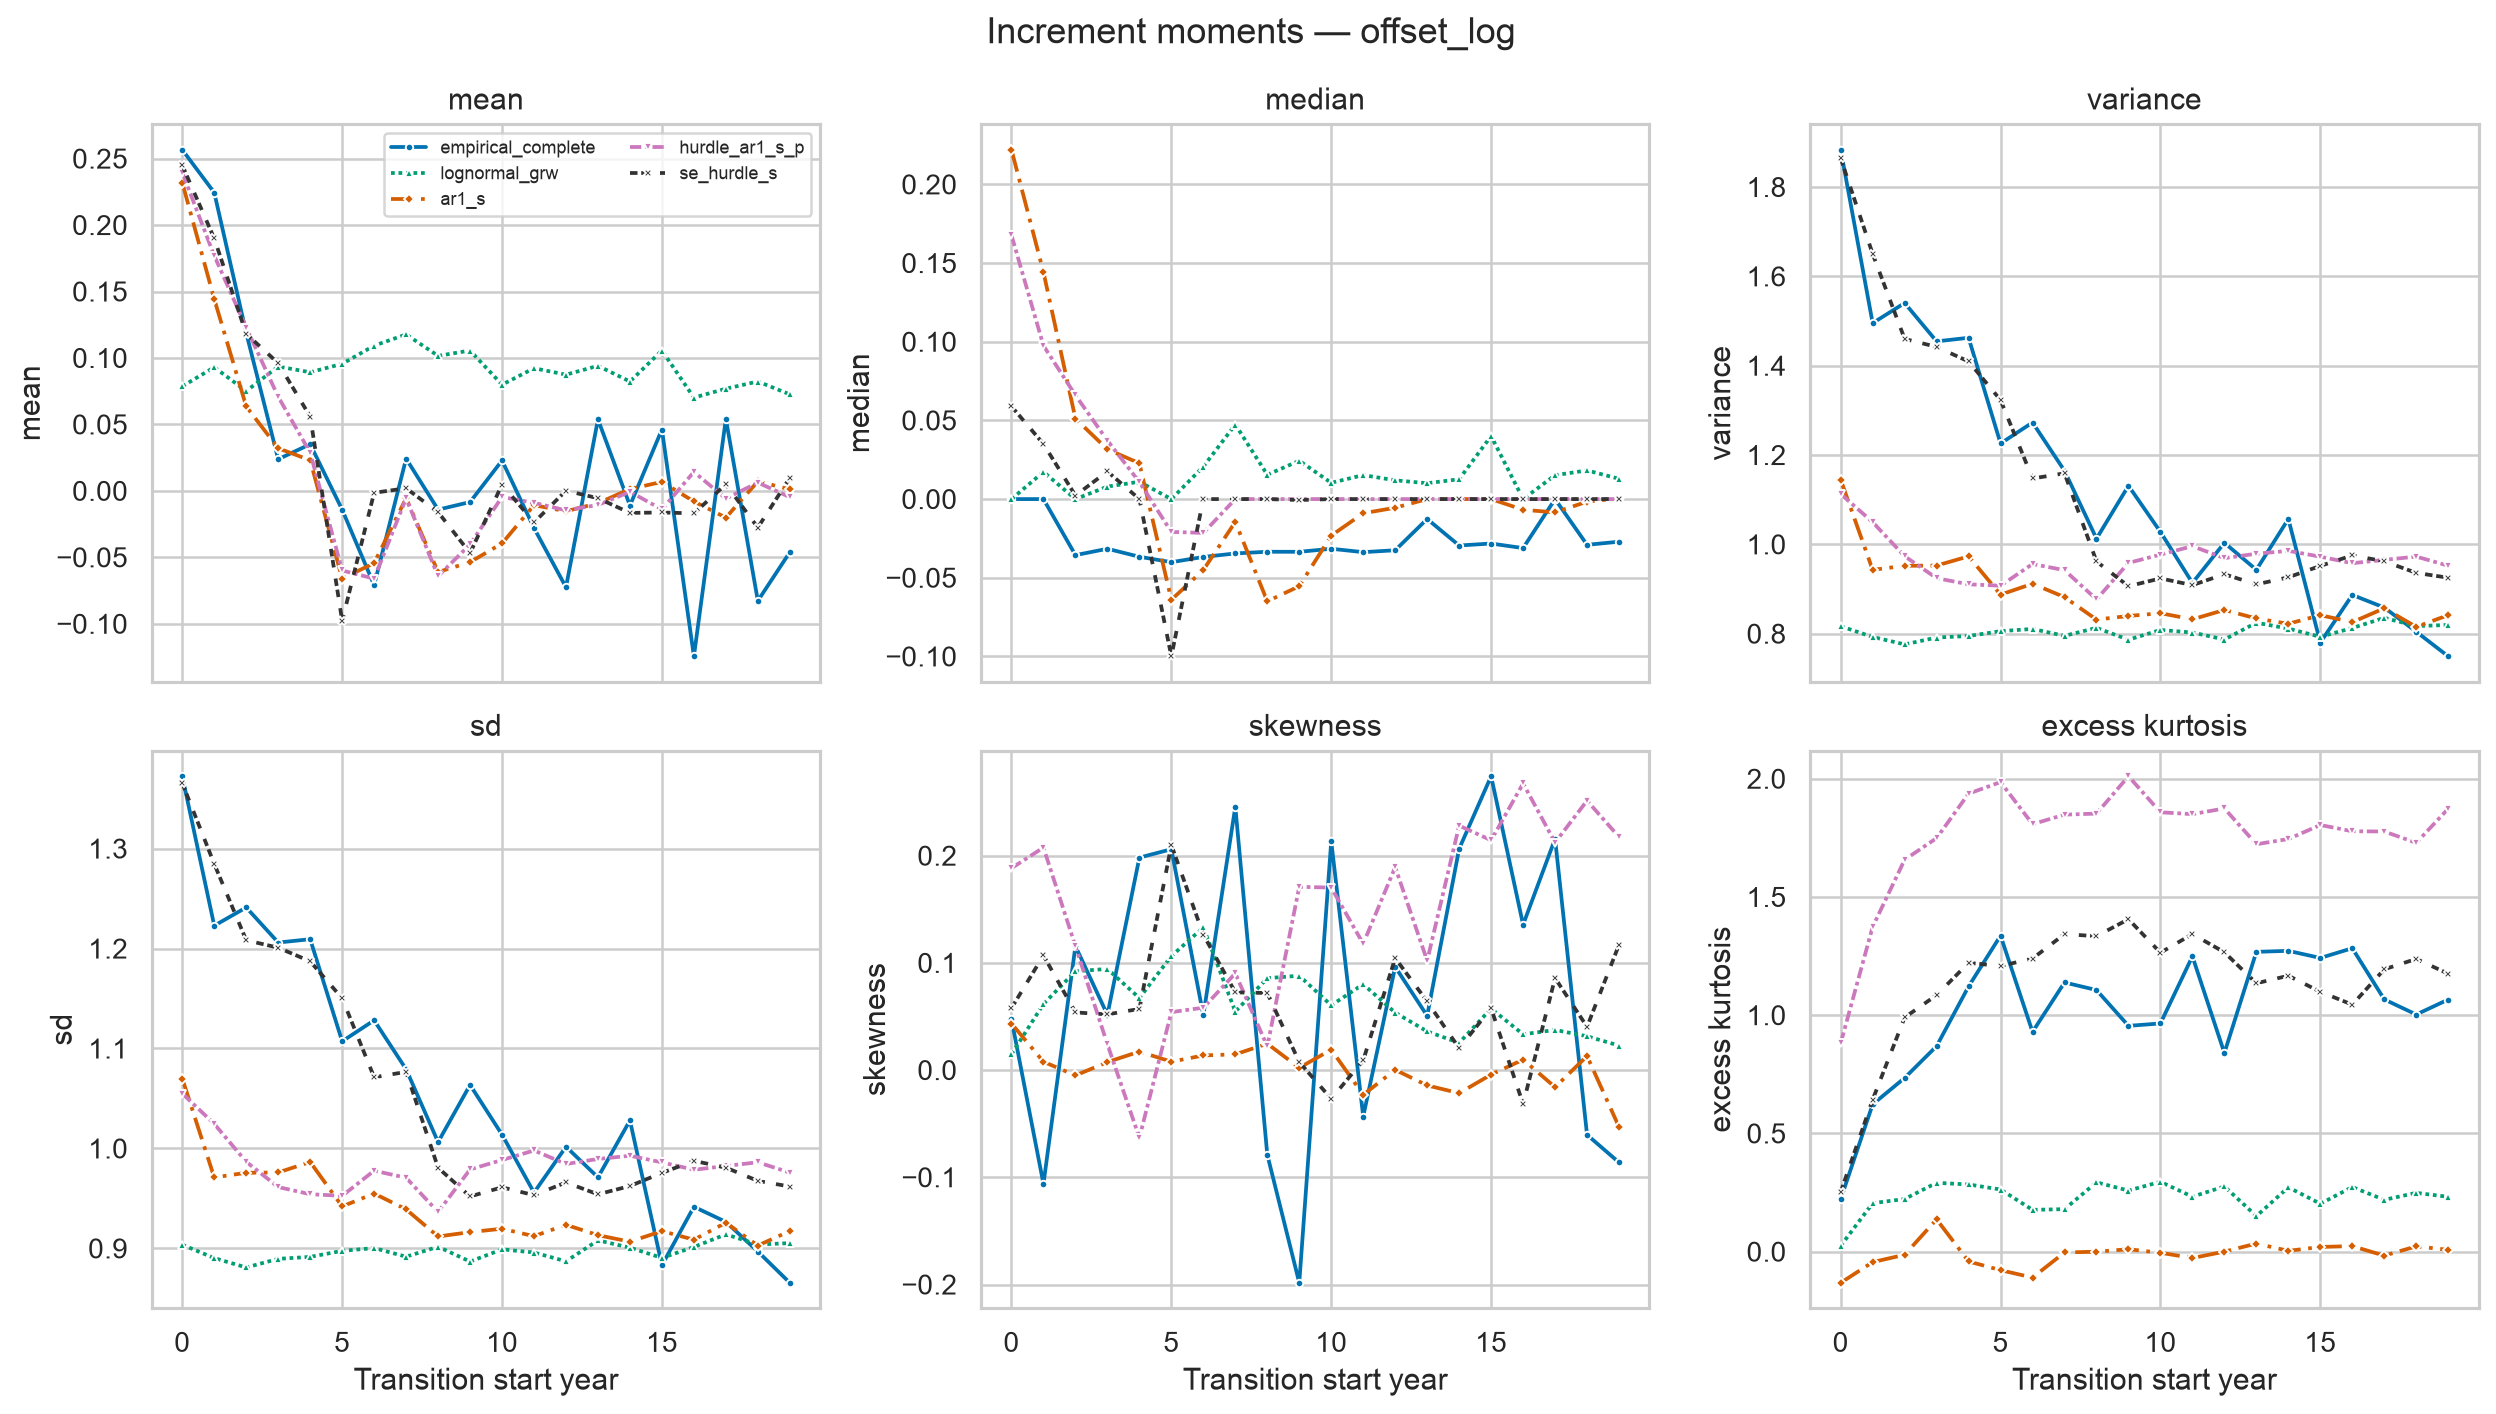 Increment moments — offset_log
mean
median
variance
mean
0.25
0.20
0.15
0.10
0.05
0.00
−0.05
−0.10
empirical_complete
lognormal_grw
ar1_s
hurdle_ar1_s_p
se_hurdle_s
median
0.20
0.15
0.10
0.05
0.00
−0.05
−0.10
variance
1.8
1.6
1.4
1.2
1.0
0.8
sd
skewness
excess kurtosis
sd
1.3
1.2
1.1
1.0
0.9
0 5 10 15
Transition start year
skewness
0.2
0.1
0.0
−0.1
−0.2
0 5 10 15
Transition start year
excess kurtosis
2.0
1.5
1.0
0.5
0.0
0 5 10 15
Transition start year